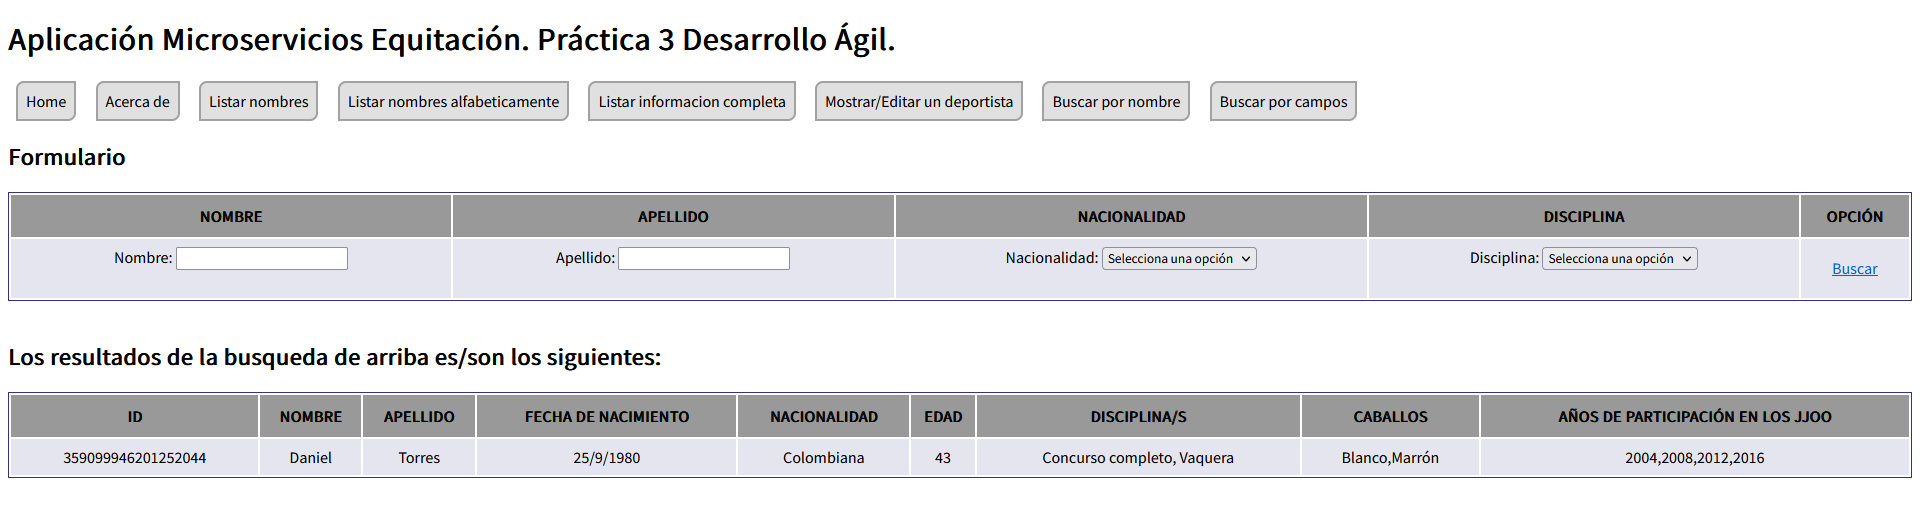 Aplicación Microservicios Equitación. Práctica 3 Desarrollo Ágil.
Home Acerca de Listar nombres Listar nombres alfabeticamente Listar informacion completa Mostrar/Editar un deportista Buscar por nombre Buscar por campos
Formulario
NOMBRE APELLIDO NACIONALIDAD DISCIPLINA OPCIÓN
Nombre: Apellido: Nacionalidad: Selecciona una opción Disciplina: Selecciona una opción Buscar
Los resultados de la busqueda de arriba es/son los siguientes:
ID NOMBRE APELLIDO FECHA DE NACIMIENTO NACIONALIDAD EDAD DISCIPLINA/S CABALLOS AÑOS DE PARTICIPACIÓN EN LOS JJOO
359099946201252044 Daniel Torres 25/9/1980 Colombiana 43 Concurso completo, Vaquera Blanco,Marrón 2004,2008,2012,2016